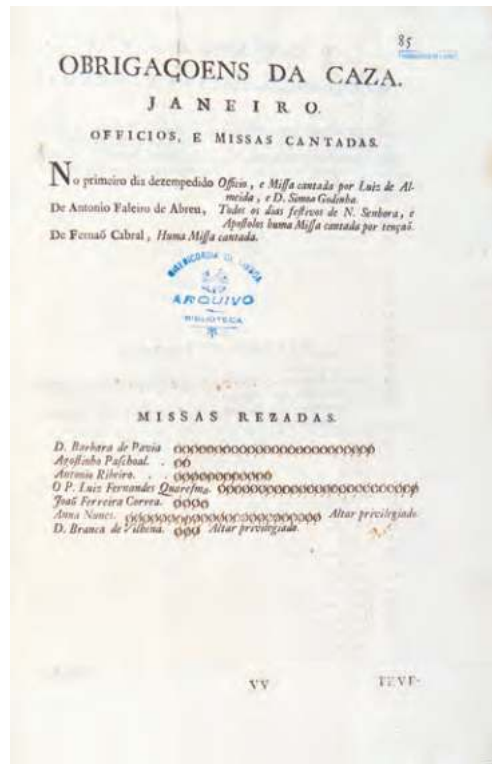 85
OBRIGAÇOENS DA CAZA.
JANEIRO.
OFFICIOS, E MISSAS CANTADAS.
No primeiro dia dezempedido Officio, e Missa cantada por Luiz de Al-
meida, e D. Simoa Godinha.
De Antonio Faleiro de Abreu, Todos os dias festivos de N. Senhora, e
Apostolos huma Missa cantada por tençaõ.
De Fernaõ Cabral, Huma Missa cantada.
MISERICORDIA DE LISBOA
ARQUIVO
BIBLIOTECA
MISSAS REZADAS.
D. Barbara de Pavia
Agostinho Paschoal. .
Antonio Ribeiro. . .
O P. Luiz Fernandes Quaresma.
Joaõ Ferreira Correa.
Anna Nunes. Altar privilegiado
D. Branca de Vilhena. Altar privilegiado.
VV